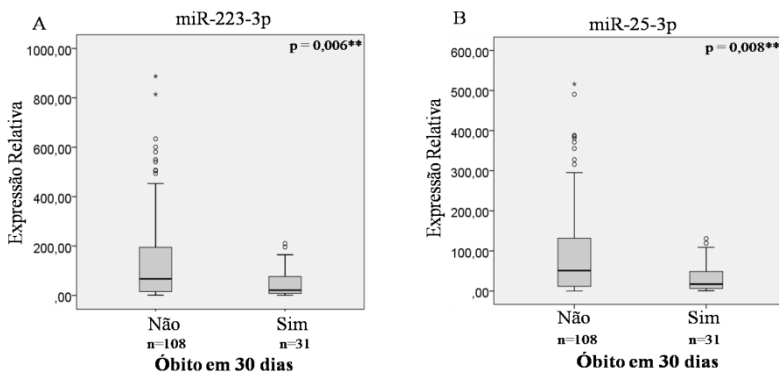 A
miR-223-3p
p = 0,006**
Expressão Relativa
1000,00
800,00
600,00
400,00
200,00
,00
Não
Sim
n=108
n=31
Óbito em 30 dias
B
miR-25-3p
p = 0,008**
Expressão Relativa
600,00
500,00
400,00
300,00
200,00
100,00
,00
Não
Sim
n=108
n=31
Óbito em 30 dias